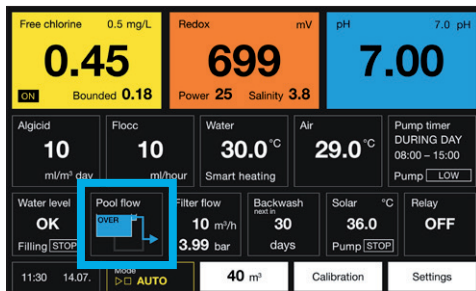 Free chlorine 0.5 mg/L
0.45
ON Bounded 0.18
Redox mV
699
Power 25 Salinity 3.8
pH 7.0 pH
7.00
Algicid
10
ml/m³ day
Flocc
10
ml/hour
Water
30.0 °C
Smart heating
Air
29.0 °C
Pump timer
DURING DAY
08:00 – 15:00
Pump LOW
Water level
OK
Filling STOP
Pool flow
OVER
Filter flow
10 m³/h
3.99 bar
Backwash
next in
30
days
Solar °C
36.0
Pump STOP
Relay
OFF
11:30 14.07.
Mode
AUTO
40 m³
Calibration
Settings